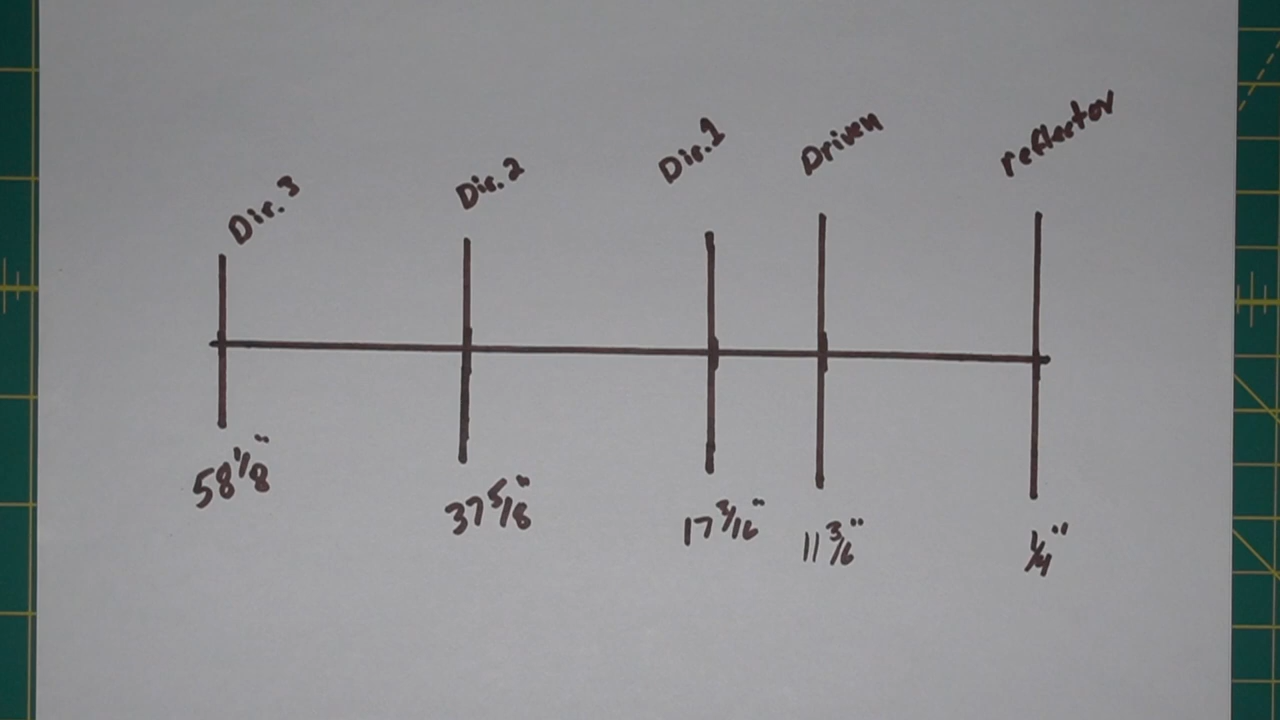 Dir. 3
Dir. 2
Dir. 1
Driven
reflector
58 1/8"
37 5/8"
17 3/16"
11 3/16"
1/4"